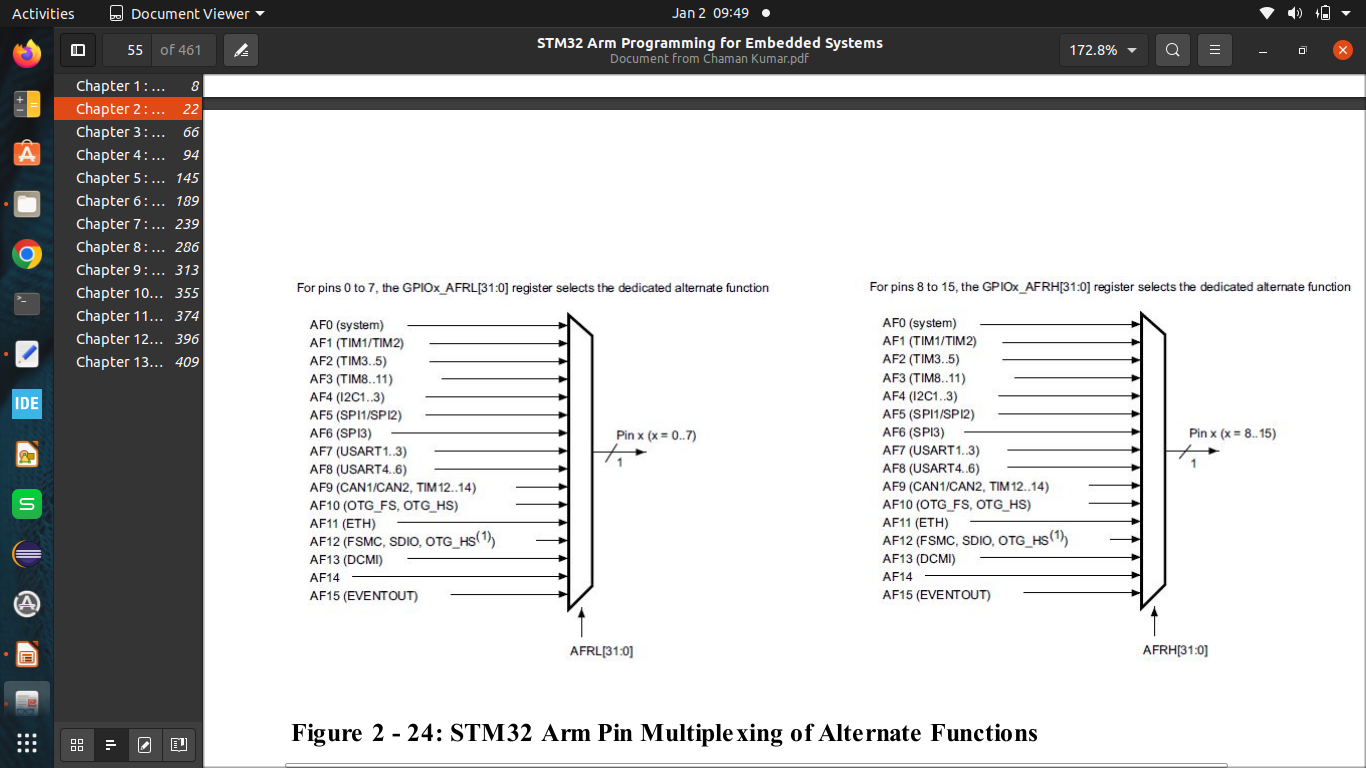 Activities
Document Viewer
Jan 2 09:49
55 of 461
STM32 Arm Programming for Embedded Systems
Document from Chaman Kumar.pdf
172.8%
Chapter 1 : ... 8
Chapter 2 : ... 22
Chapter 3 : ... 66
Chapter 4 : ... 94
Chapter 5 : ... 145
Chapter 6 : ... 189
Chapter 7 : ... 239
Chapter 8 : ... 286
Chapter 9 : ... 313
Chapter 10... 355
Chapter 11... 374
Chapter 12... 396
Chapter 13... 409
IDE
For pins 0 to 7, the GPIOx_AFRL[31:0] register selects the dedicated alternate function
AF0 (system)
AF1 (TIM1/TIM2)
AF2 (TIM3..5)
AF3 (TIM8..11)
AF4 (I2C1..3)
AF5 (SPI1/SPI2)
AF6 (SPI3)
AF7 (USART1..3)
AF8 (USART4..6)
AF9 (CAN1/CAN2, TIM12..14)
AF10 (OTG_FS, OTG_HS)
AF11 (ETH)
AF12 (FSMC, SDIO, OTG_HS(1))
AF13 (DCMI)
AF14
AF15 (EVENTOUT)
Pin x (x = 0..7)
1
AFRL[31:0]
For pins 8 to 15, the GPIOx_AFRH[31:0] register selects the dedicated alternate function
AF0 (system)
AF1 (TIM1/TIM2)
AF2 (TIM3..5)
AF3 (TIM8..11)
AF4 (I2C1..3)
AF5 (SPI1/SPI2)
AF6 (SPI3)
AF7 (USART1..3)
AF8 (USART4..6)
AF9 (CAN1/CAN2, TIM12..14)
AF10 (OTG_FS, OTG_HS)
AF11 (ETH)
AF12 (FSMC, SDIO, OTG_HS(1))
AF13 (DCMI)
AF14
AF15 (EVENTOUT)
Pin x (x = 8..15)
1
AFRH[31:0]
Figure 2 - 24: STM32 Arm Pin Multiplexing of Alternate Functions